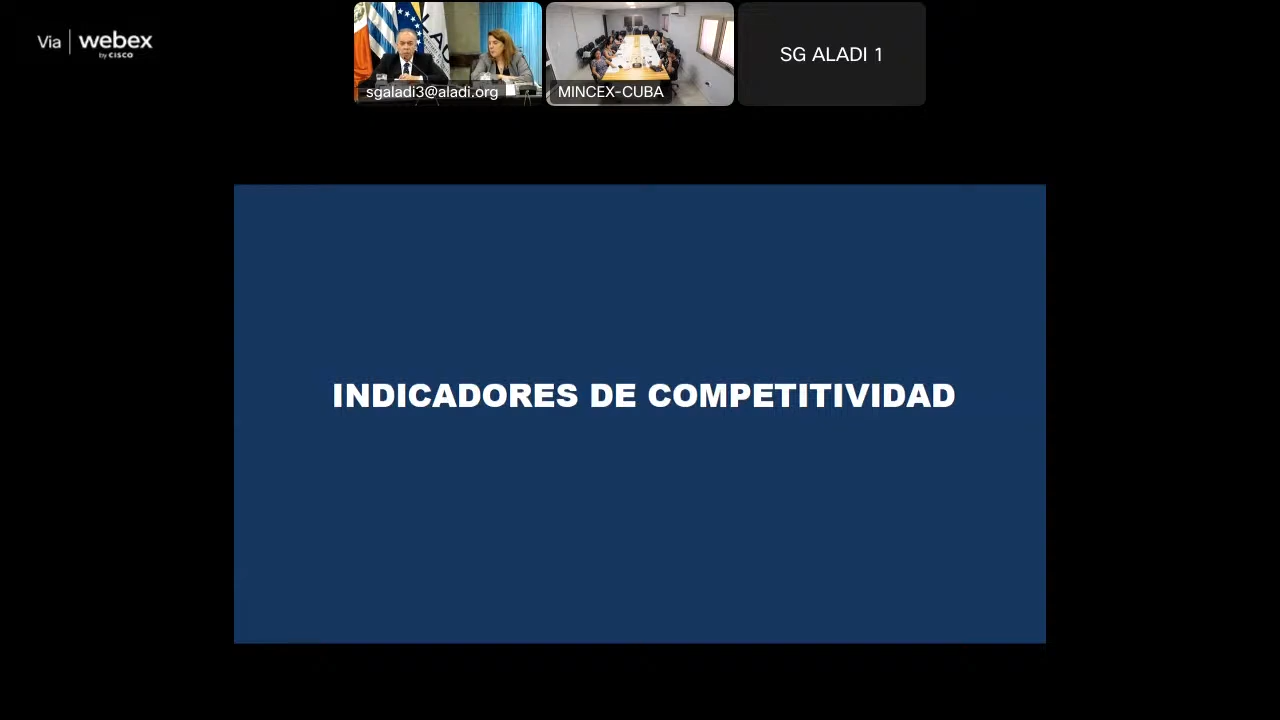 Via | webex
by CISCO
sgaladi3@aladi.org
MINCEX-CUBA
SG ALADI 1
INDICADORES DE COMPETITIVIDAD